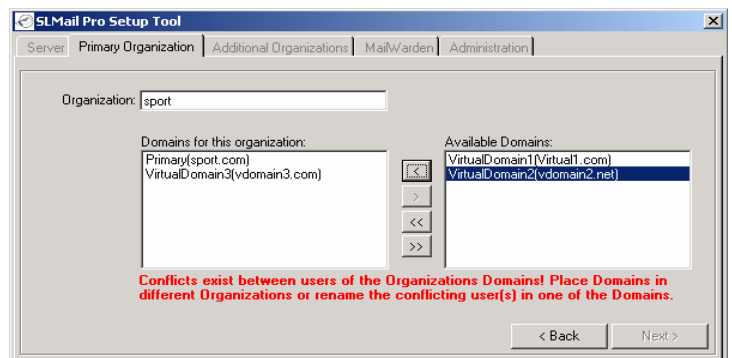 SLMail Pro Setup Tool
Server Primary Organization Additional Organizations MailWarden Administration
Organization: sport
Domains for this organization: Available Domains:
Primary(sport.com) VirtualDomain1(Virtual1.com)
VirtualDomain3(vdomain3.com) < VirtualDomain2(vdomain2.net)
>
<<
>>
Conflicts exist between users of the Organizations Domains! Place Domains in
different Organizations or rename the conflicting user(s) in one of the Domains.
< Back Next >